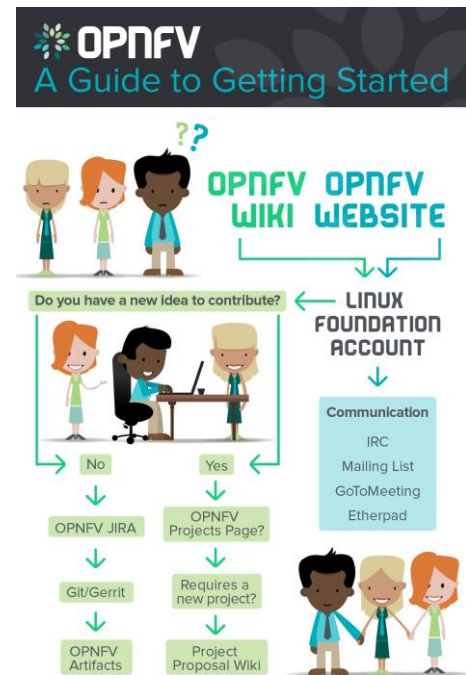 OPNFV
A Guide to Getting Started
??
OPNFV
WIKI
OPNFV
WEBSITE
Do you have a new idea to contribute?
LINUX
FOUNDATION
ACCOUNT
Communication
IRC
Mailing List
GoToMeeting
Etherpad
No
OPNFV JIRA
Git/Gerrit
OPNFV
Artifacts
Yes
OPNFV
Projects Page?
Requires a
new project?
Project
Proposal Wiki